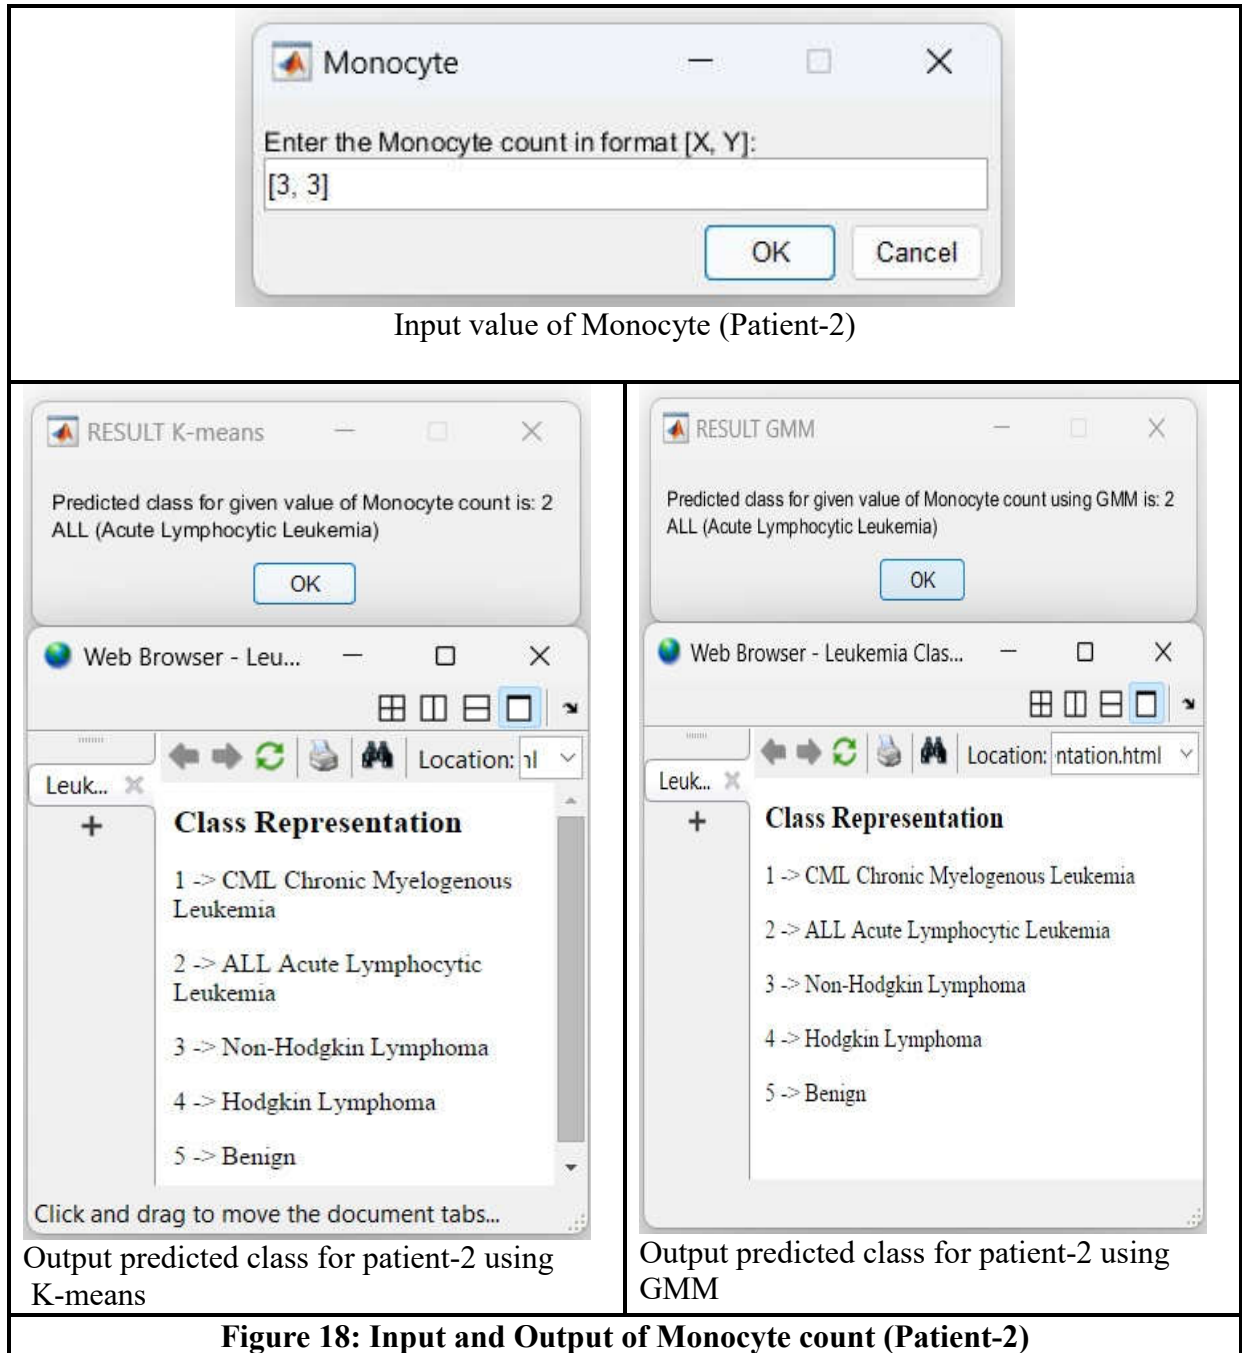 Monocyte
Enter the Monocyte count in format [X, Y]:
[3, 3]
OK Cancel
Input value of Monocyte (Patient-2)
RESULT K-means
Predicted class for given value of Monocyte count is: 2
ALL (Acute Lymphocytic Leukemia)
OK
Web Browser - Leu...
Location: nl
Leuk...
Class Representation
1 -> CML Chronic Myelogenous
Leukemia
2 -> ALL Acute Lymphocytic
Leukemia
3 -> Non-Hodgkin Lymphoma
4 -> Hodgkin Lymphoma
5 -> Benign
Click and drag to move the document tabs...
Output predicted class for patient-2 using
K-means
RESULT GMM
Predicted class for given value of Monocyte count using GMM is: 2
ALL (Acute Lymphocytic Leukemia)
OK
Web Browser - Leukemia Clas...
Location: ntation.html
Leuk...
Class Representation
1 -> CML Chronic Myelogenous Leukemia
2 -> ALL Acute Lymphocytic Leukemia
3 -> Non-Hodgkin Lymphoma
4 -> Hodgkin Lymphoma
5 -> Benign
Output predicted class for patient-2 using
GMM
Figure 18: Input and Output of Monocyte count (Patient-2)